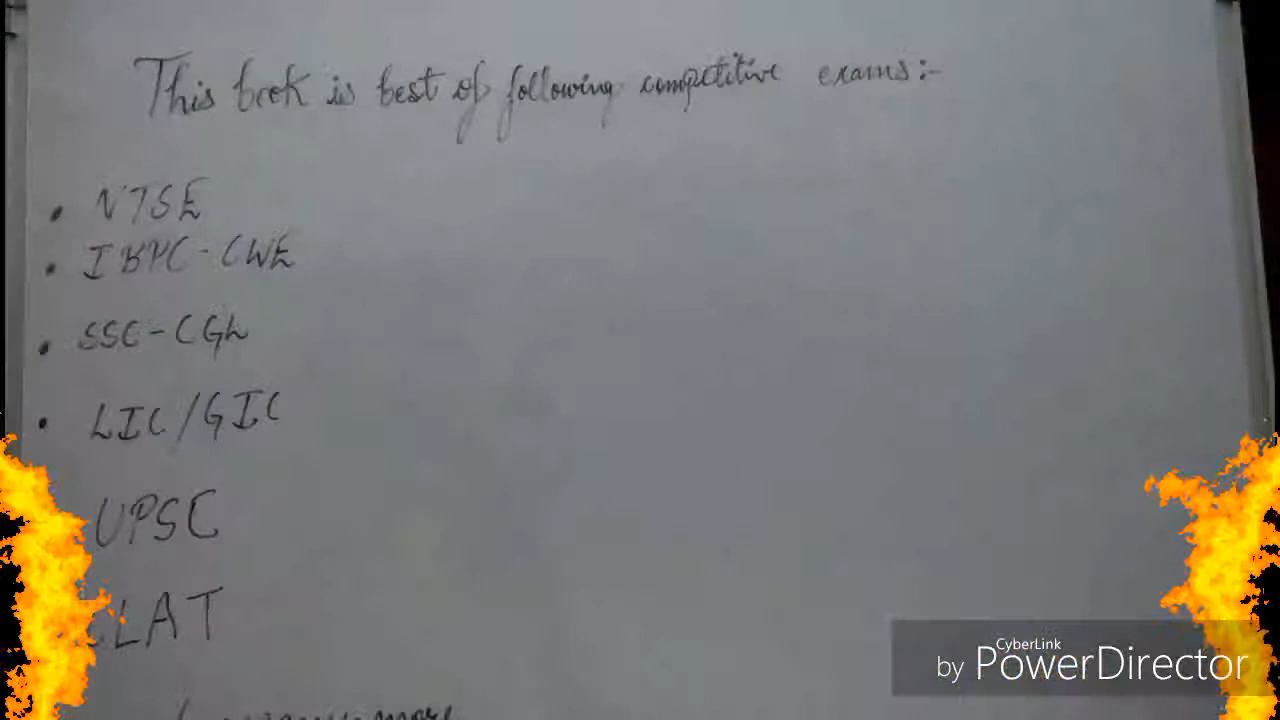 This book is best of following competitive exams:-
• NTSE
• IBPC-CWE
• SSC-CGL
• LIC/GIC
UPSC
CLAT
more
CyberLink
by PowerDirector